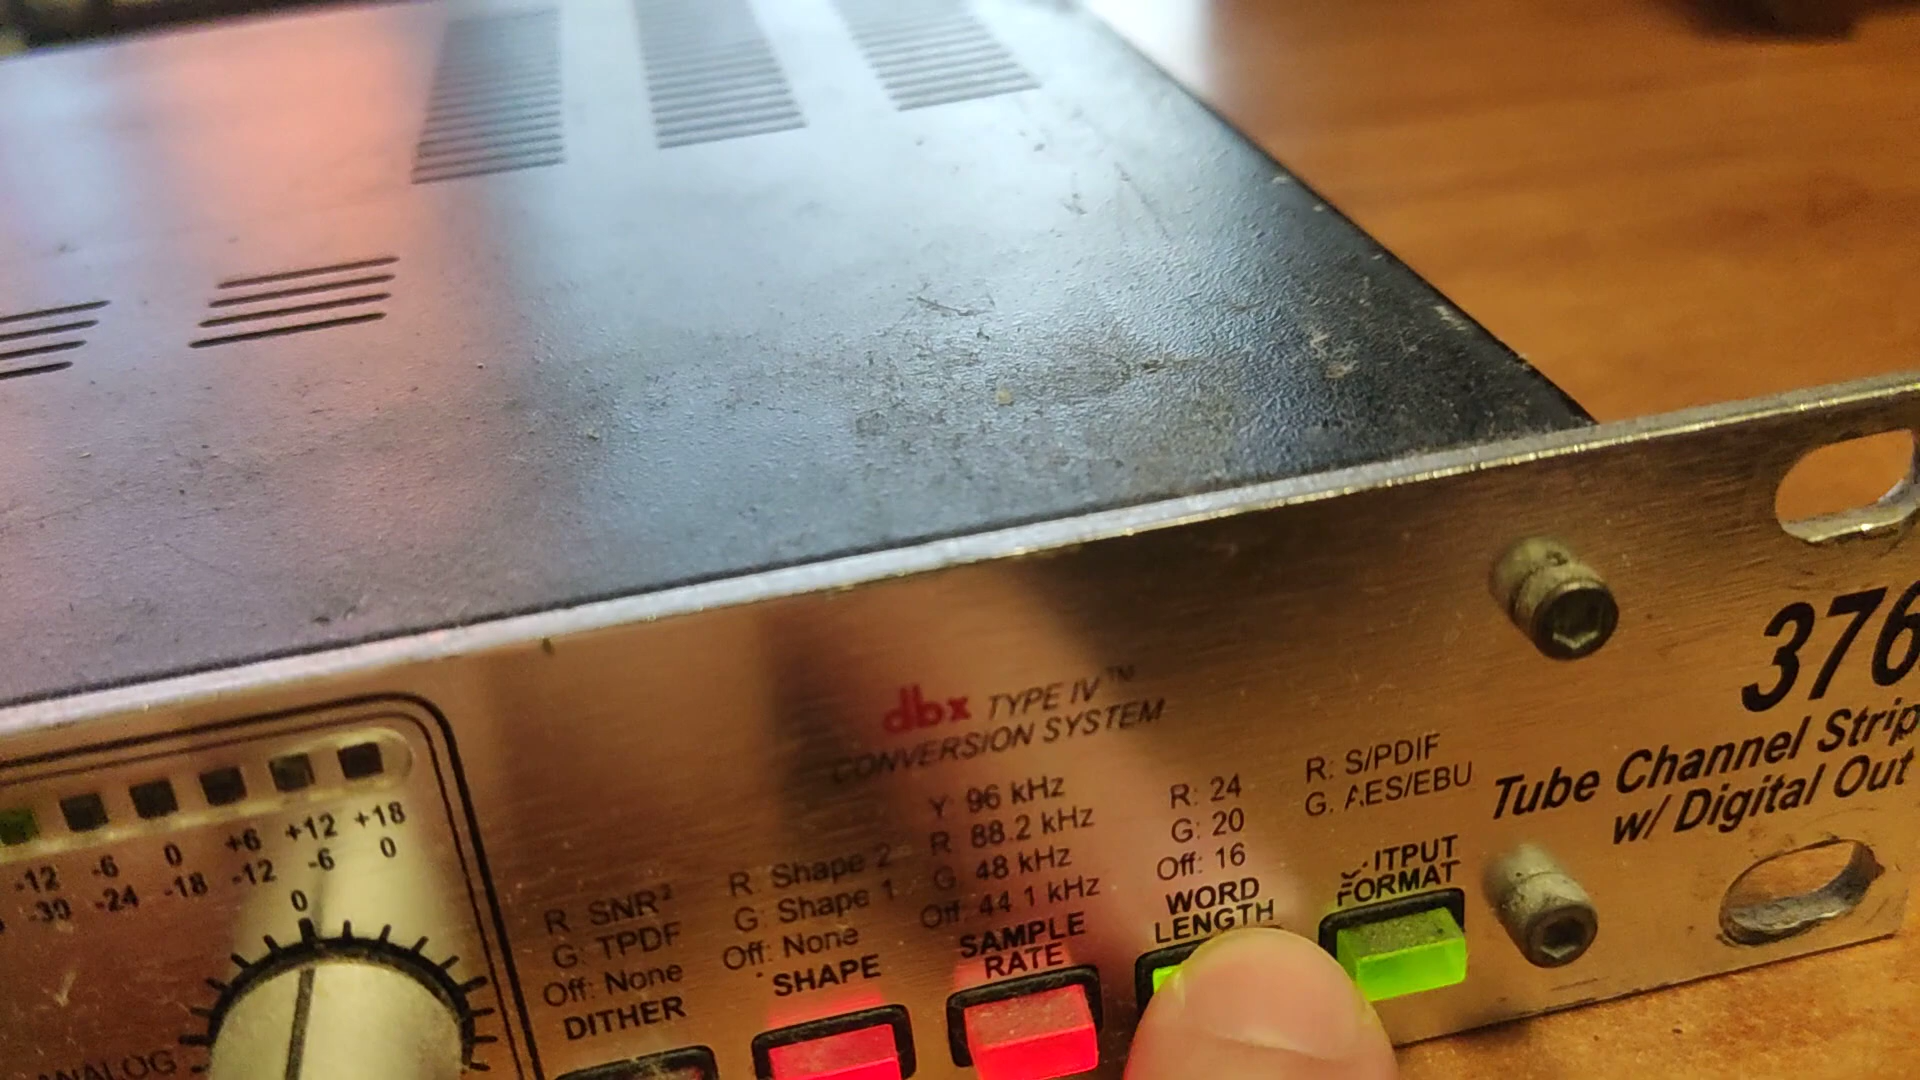 dbx TYPE IV™
CONVERSION SYSTEM
376
Tube Channel Strip
w/ Digital Out
-12 -6 0 +6 +12 +18
-30 -24 -18 -12 -6 0
0
ANALOG
R: SNR²
G: TPDF
Off: None
DITHER
R: Shape 2
G: Shape 1
Off: None
SHAPE
Y: 96 kHz
R 88.2 kHz
G 48 kHz
Off: 44.1 kHz
SAMPLE
RATE
R: 24
G: 20
Off: 16
WORD
LENGTH
R: S/PDIF
G. AES/EBU
ITPUT
FORMAT